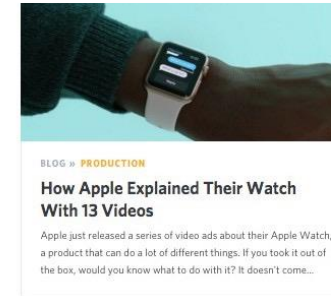 BLOG » PRODUCTION
How Apple Explained Their Watch
With 13 Videos
Apple just released a series of video ads about their Apple Watch,
a product that can do a lot of different things. If you took it out of
the box, would you know what to do with it? It doesn't come...